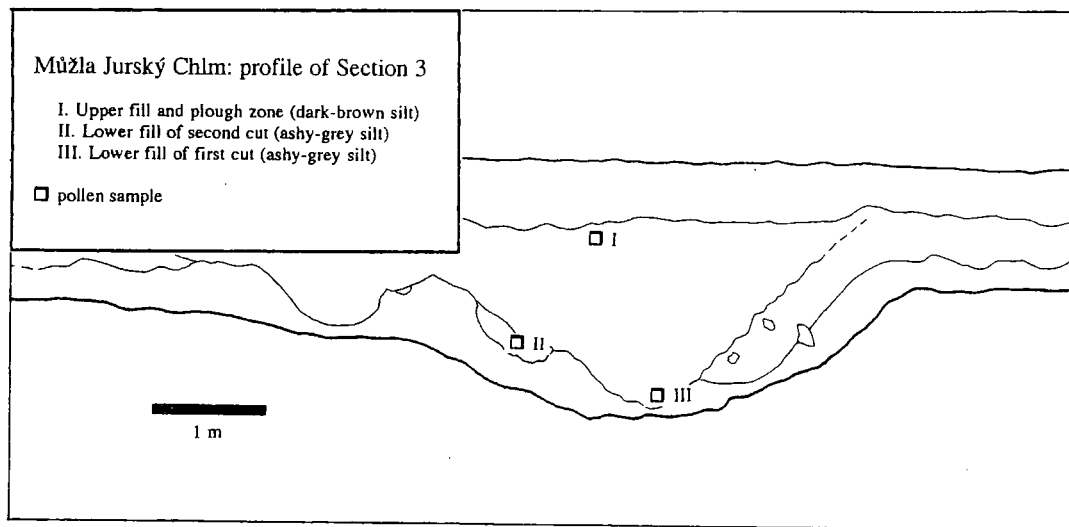 Můžla Jurský Chlm: profile of Section 3
I. Upper fill and plough zone (dark-brown silt)
II. Lower fill of second cut (ashy-grey silt)
III. Lower fill of first cut (ashy-grey silt)
pollen sample
I
II
III
1 m